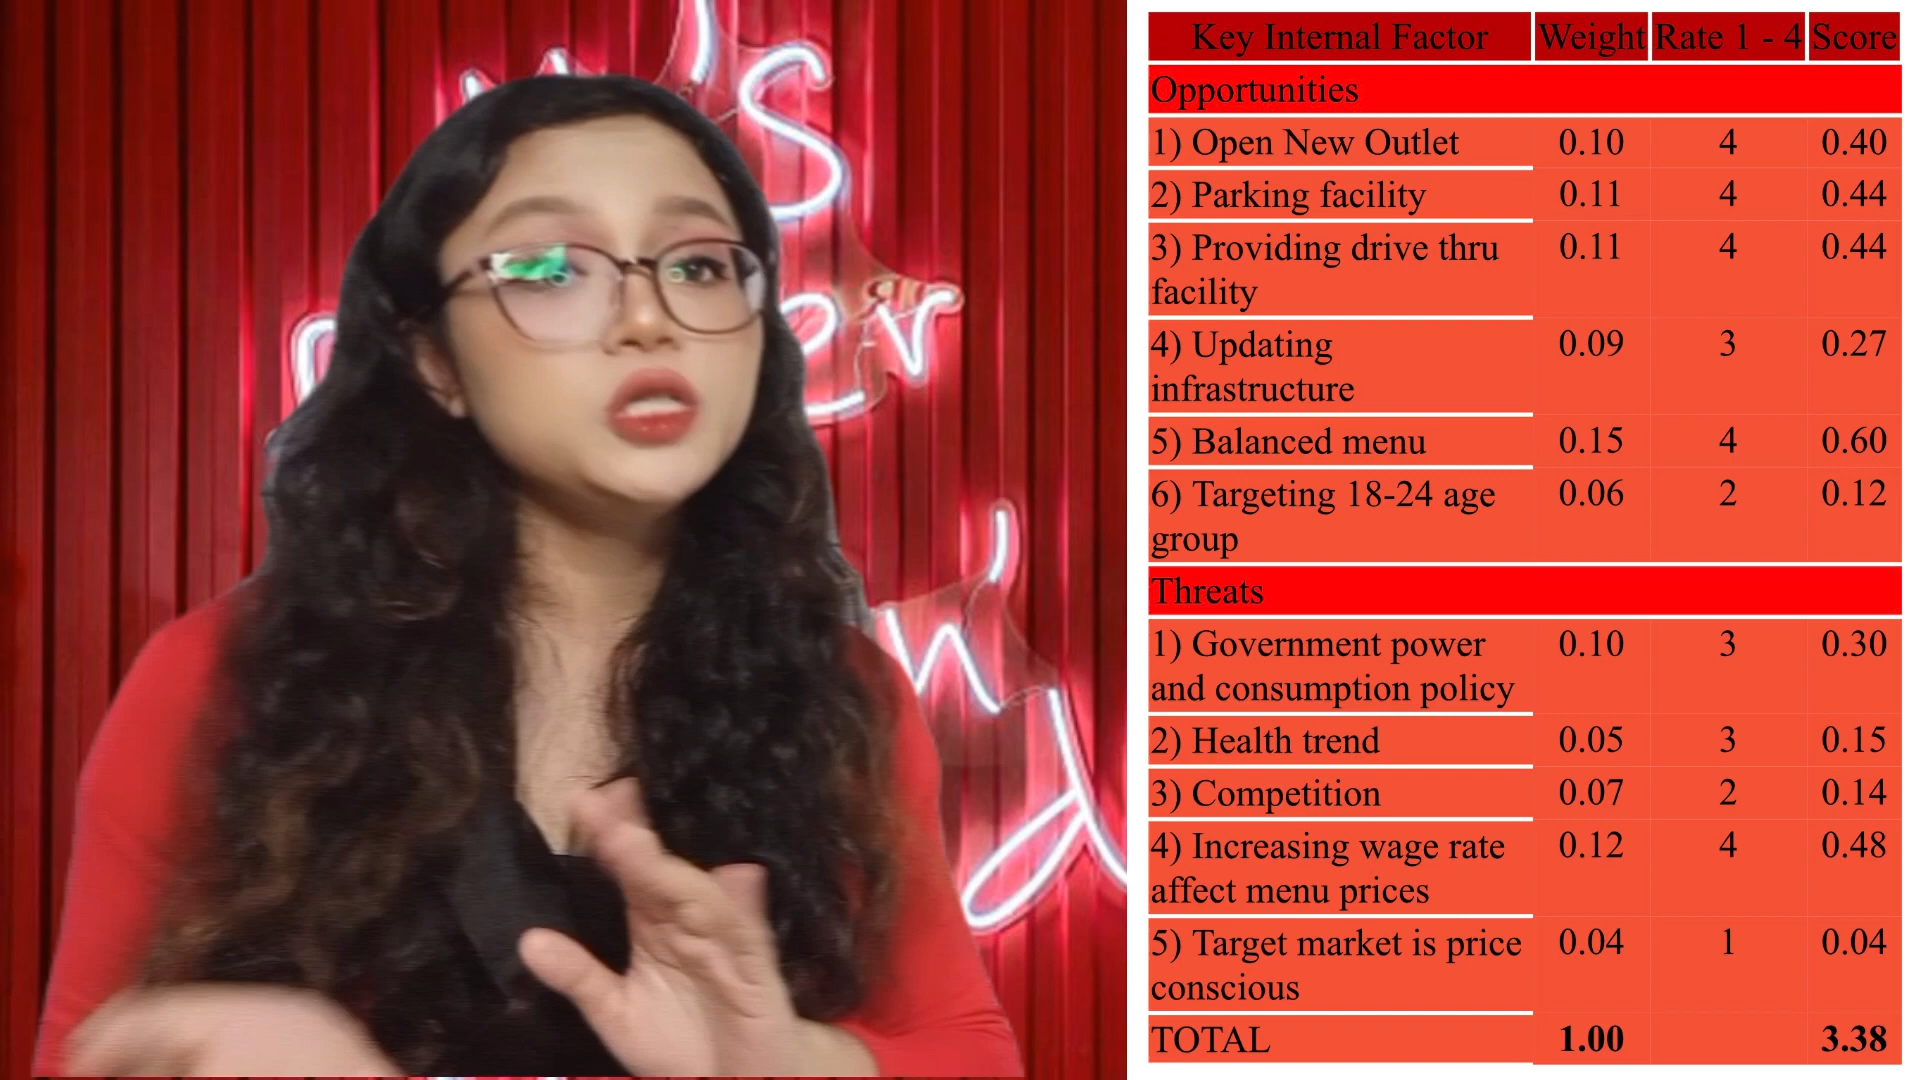 's
er
n'
d
Key Internal Factor Weight Rate 1 - 4 Score
Opportunities
1) Open New Outlet 0.10 4 0.40
2) Parking facility 0.11 4 0.44
3) Providing drive thru 0.11 4 0.44
facility
4) Updating 0.09 3 0.27
infrastructure
5) Balanced menu 0.15 4 0.60
6) Targeting 18-24 age 0.06 2 0.12
group
Threats
1) Government power 0.10 3 0.30
and consumption policy
2) Health trend 0.05 3 0.15
3) Competition 0.07 2 0.14
4) Increasing wage rate 0.12 4 0.48
affect menu prices
5) Target market is price 0.04 1 0.04
conscious
TOTAL 1.00 3.38